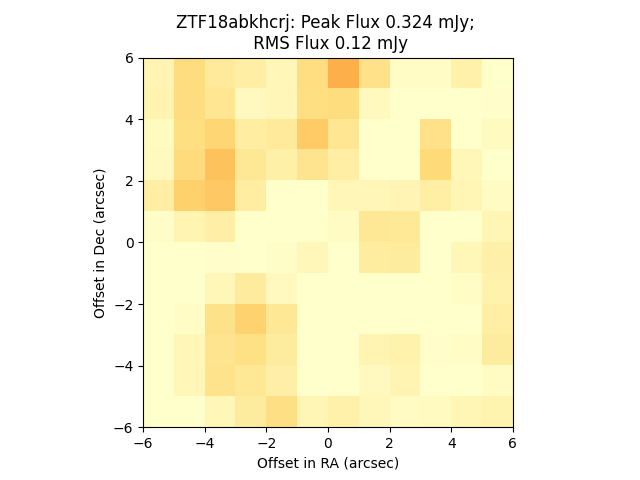 ZTF18abkhcrj: Peak Flux 0.324 mJy;
RMS Flux 0.12 mJy
6
4
2
0
−2
−4
−6
Offset in Dec (arcsec)
−6 −4 −2 0 2 4 6
Offset in RA (arcsec)